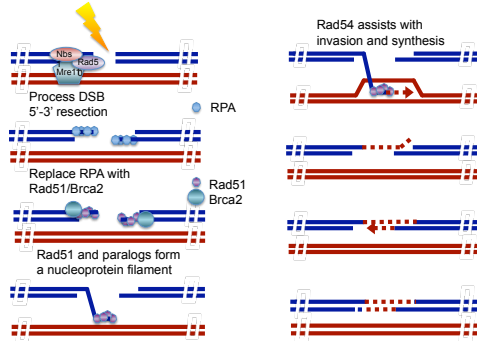 Nbs
Rad5
Mre11
Process DSB
5'-3' resection
RPA
Replace RPA with
Rad51/Brca2
Rad51
Brca2
Rad51 and paralogs form
a nucleoprotein filament
Rad54 assists with
invasion and synthesis